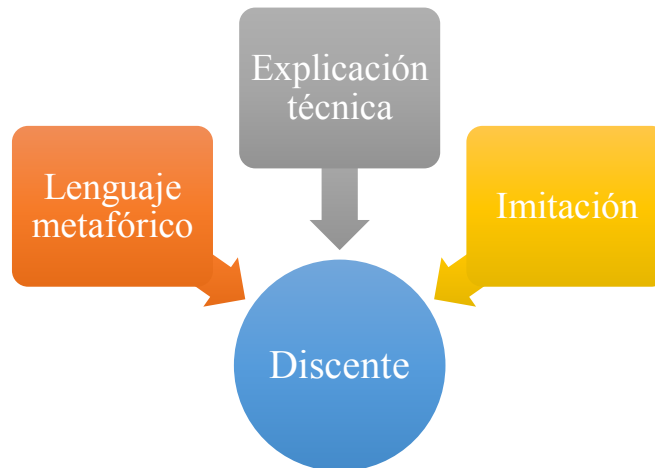 Explicación
técnica
Lenguaje
metafórico
Imitación
Discente